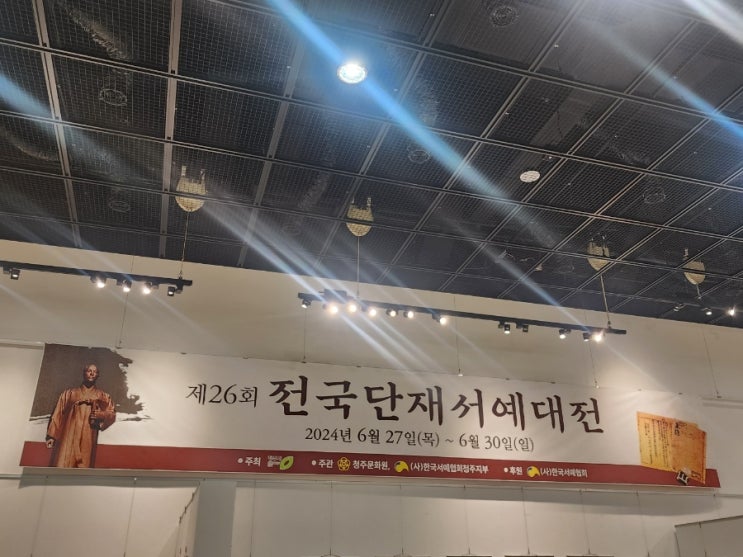 제26회 전국단재서예대전
2024년 6월 27일(목) ~ 6월 30일(일)
• 주최 • 주관 청주문화원, (사)한국서예협회청주지부 • 후원 (사)한국서예협회